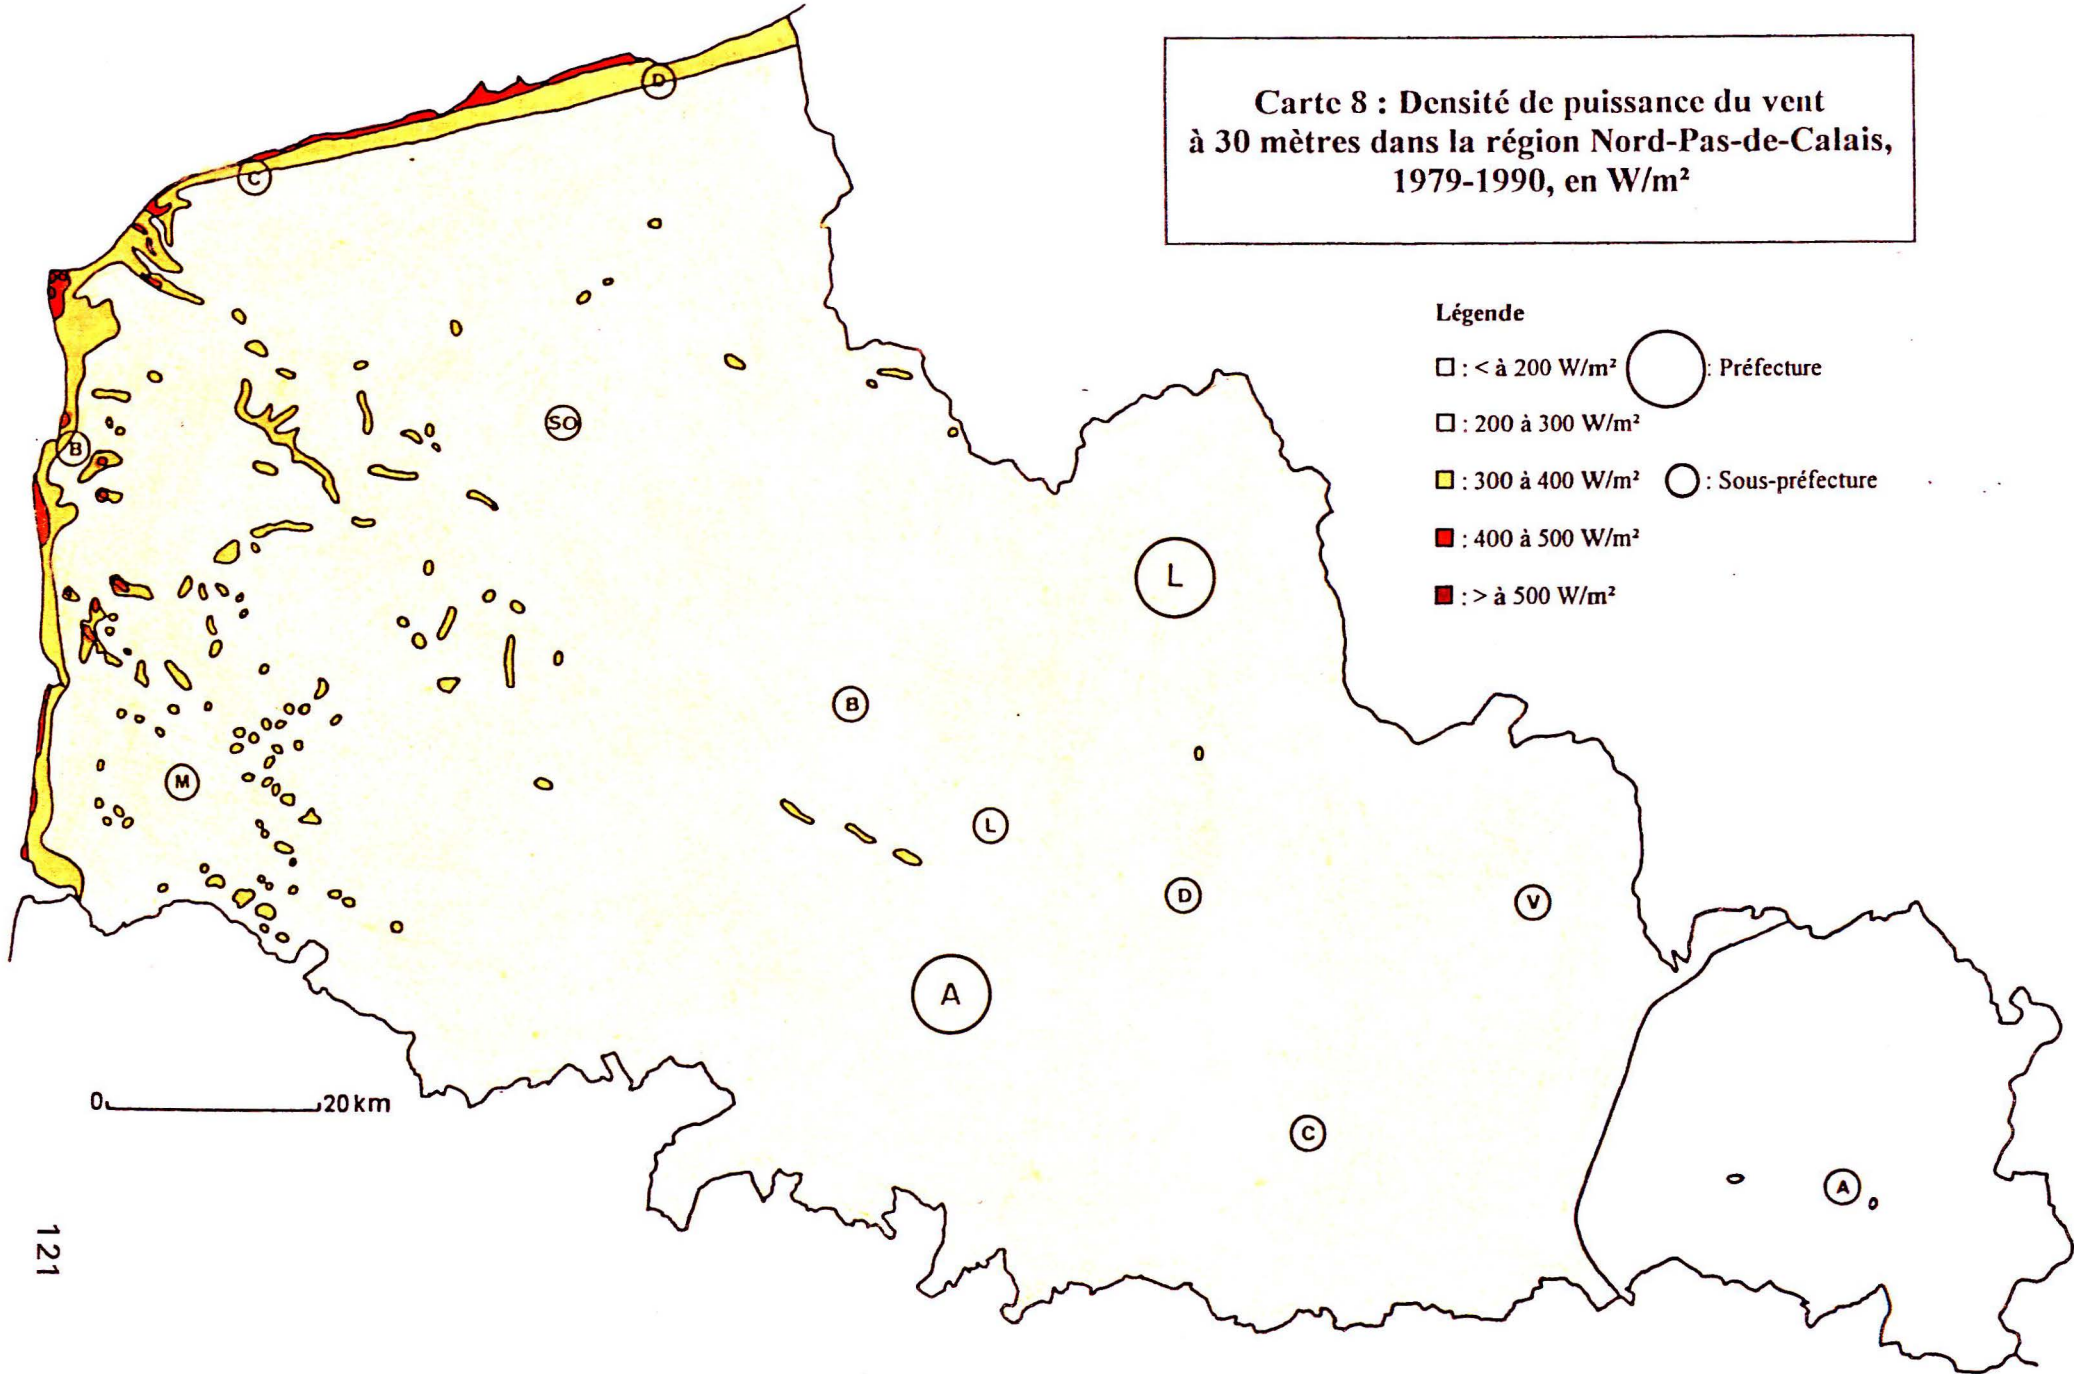 Carte 8 : Densité de puissance du vent
à 30 mètres dans la région Nord-Pas-de-Calais,
1979-1990, en W/m²
Légende
: < à 200 W/m² : Préfecture
: 200 à 300 W/m²
: 300 à 400 W/m² : Sous-préfecture
: 400 à 500 W/m²
: > à 500 W/m²
D
C
SO
B
L
B
M
L
D
V
A
C
A
0 20 km
121